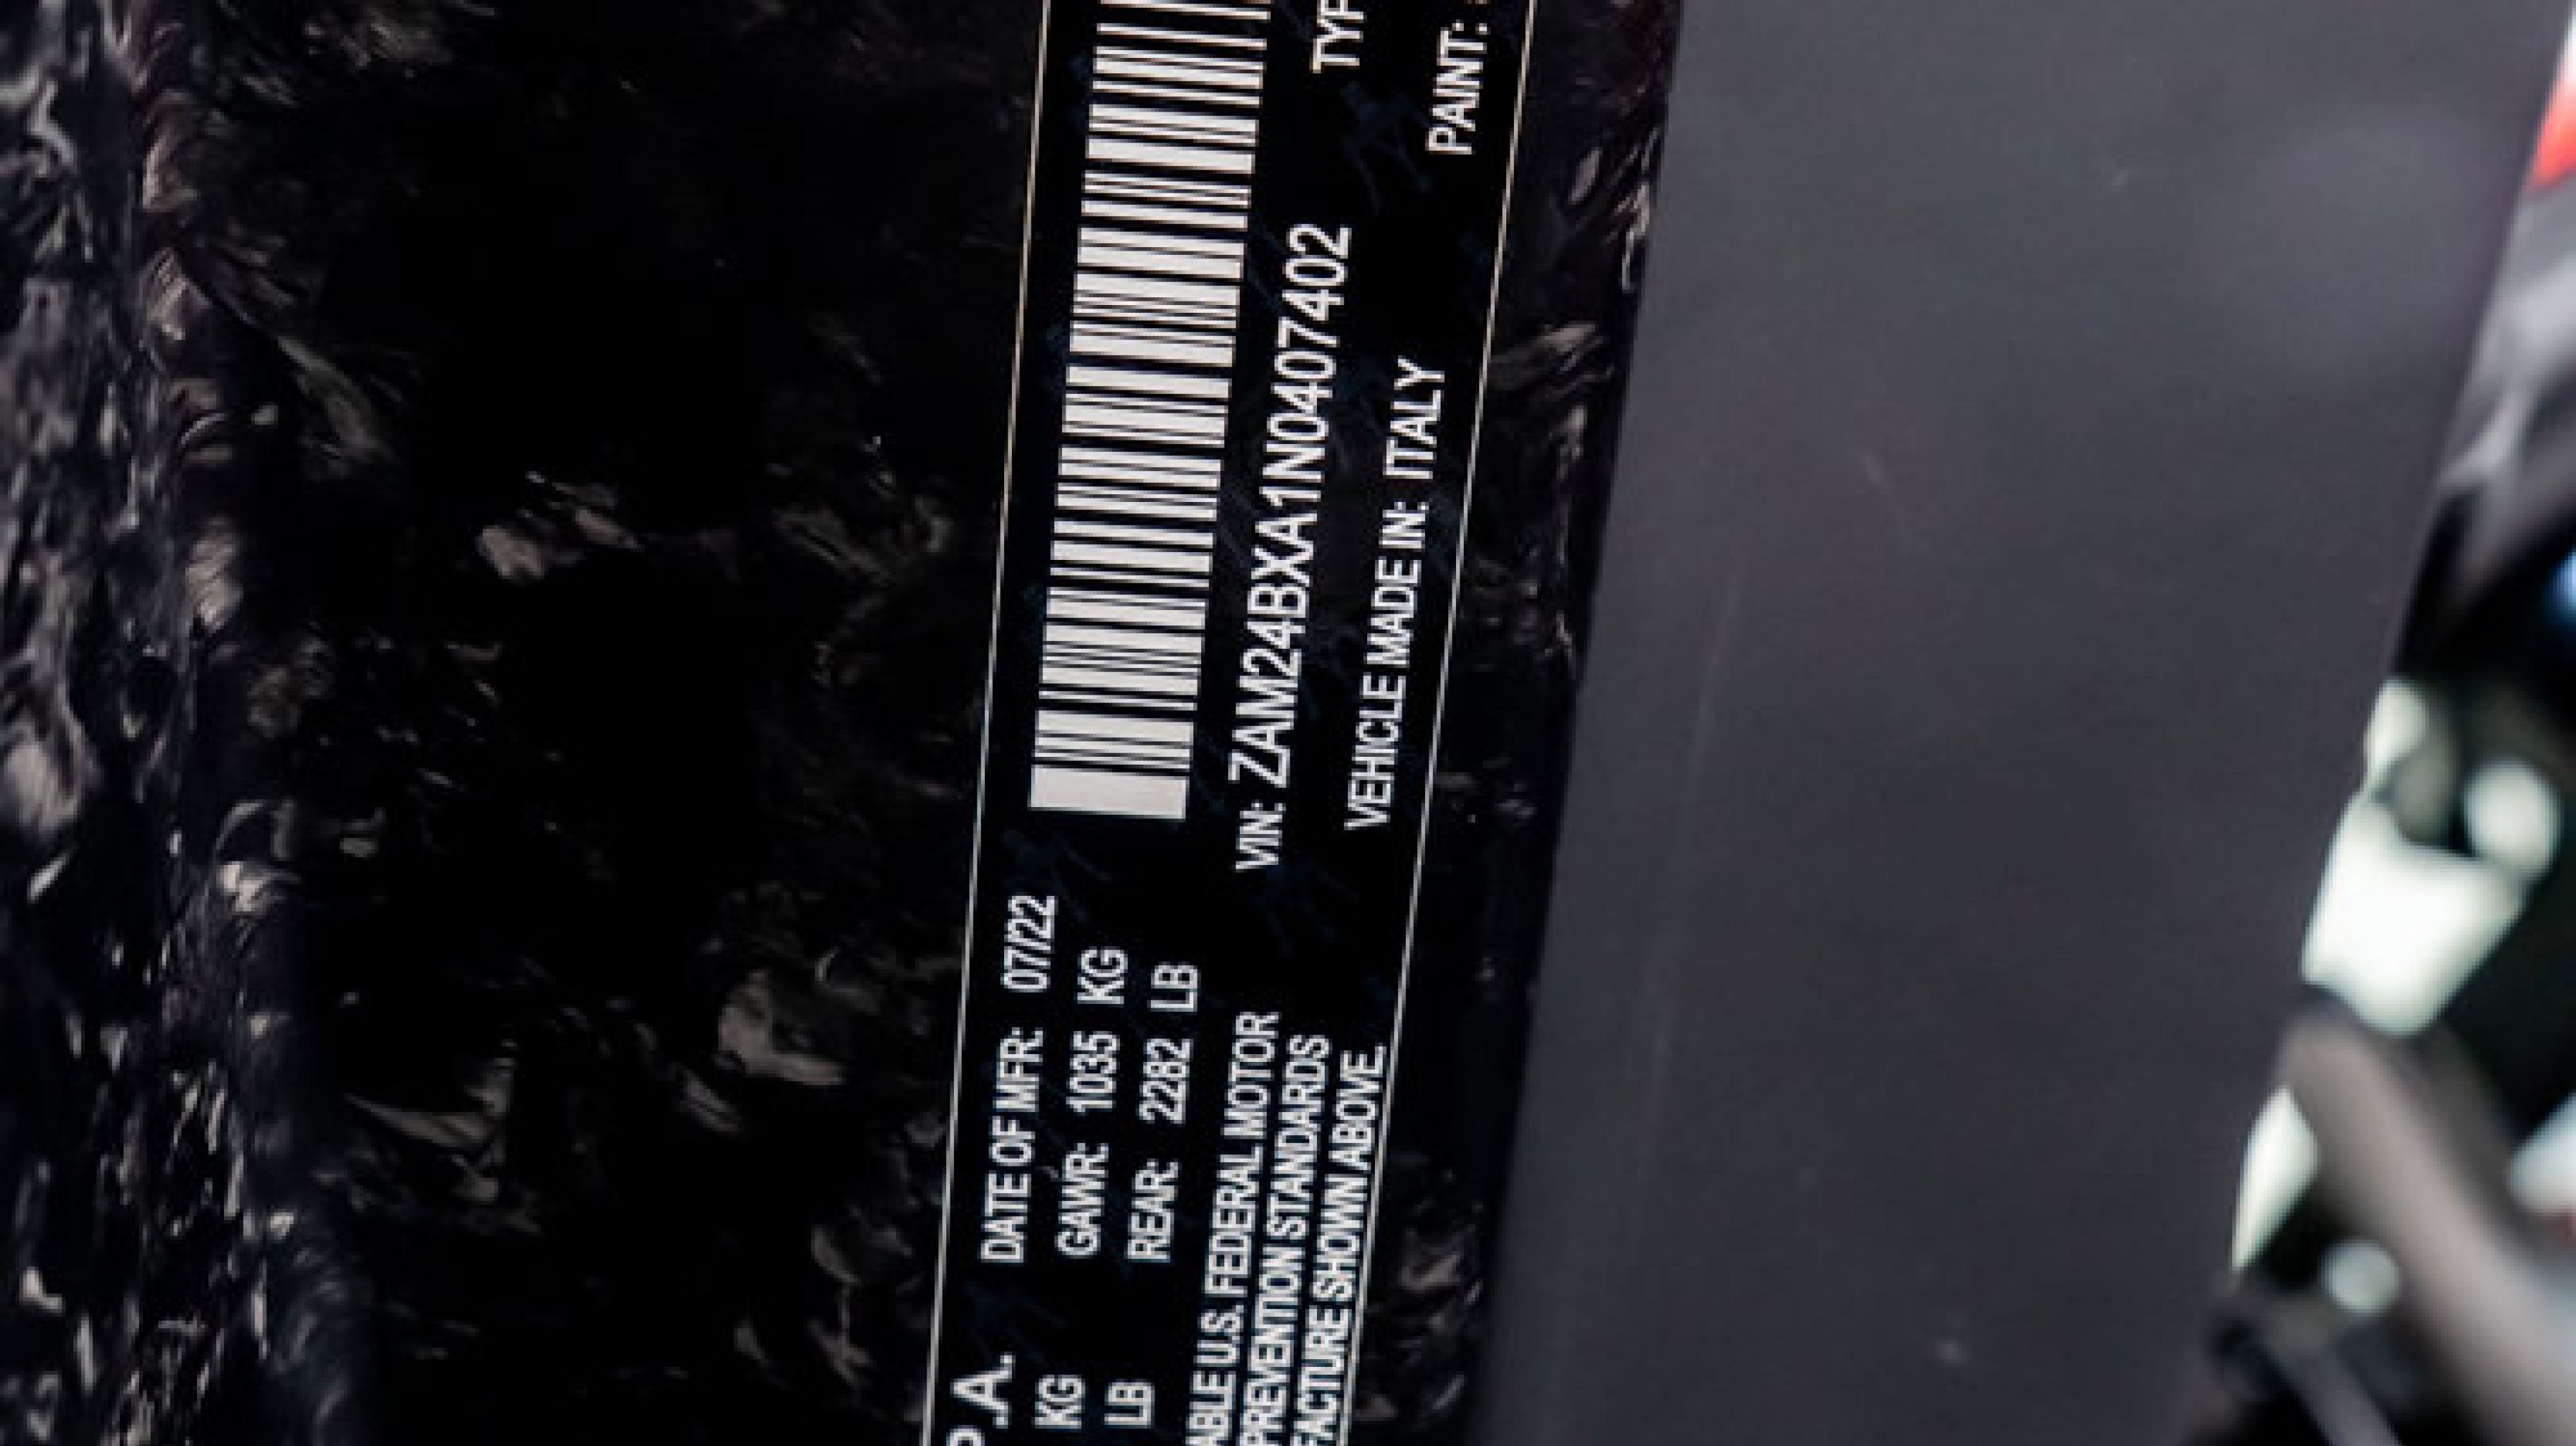 P.A. DATE OF MFR: 07/22
KG GAWR: 1035 KG
LB REAR: 2282 LB
ABLE U.S. FEDERAL MOTOR
PREVENTION STANDARDS
FACTURE SHOWN ABOVE.
VIN: ZAM24BXA1N0407402
TYP
VEHICLE MADE IN: ITALY
PAINT: